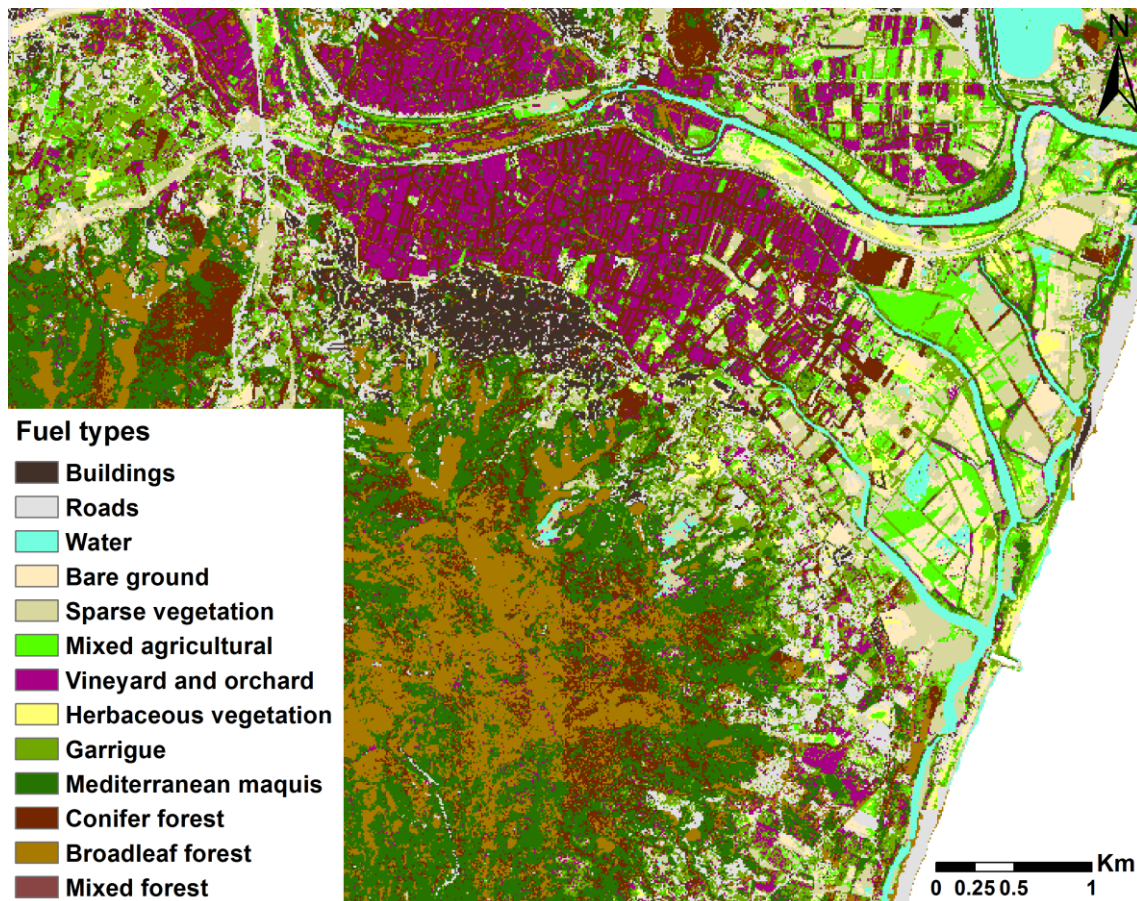 N
Fuel types
Buildings
Roads
Water
Bare ground
Sparse vegetation
Mixed agricultural
Vineyard and orchard
Herbaceous vegetation
Garrigue
Mediterranean maquis
Conifer forest
Broadleaf forest
Mixed forest
Km
0 0.25 0.5 1